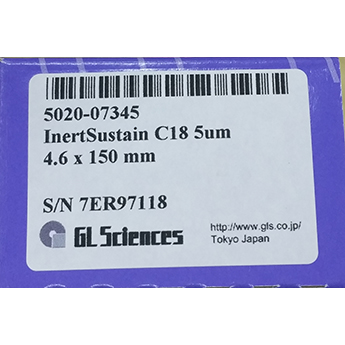 5020-07345
InertSustain C18 5um
4.6 x 150 mm
S/N 7ER97118
GL Sciences
http://www.gls.co.jp/
Tokyo Japan